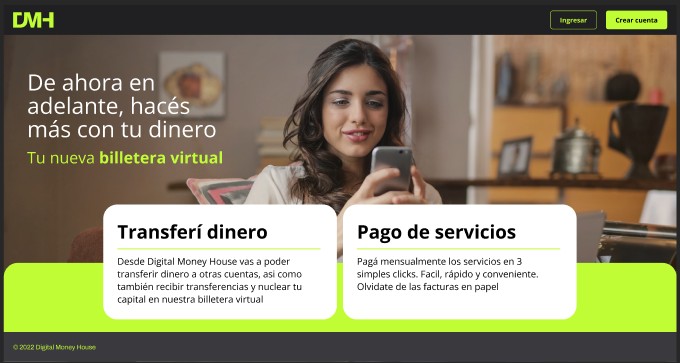 DMH
Ingresar
Crear cuenta
De ahora en
adelante, hacés
más con tu dinero
Tu nueva billetera virtual
Transferí dinero
Desde Digital Money House vas a poder
transferir dinero a otras cuentas, asi como
también recibir transferencias y nuclear tu
capital en nuestra billetera virtual
Pago de servicios
Pagá mensualmente los servicios en 3
simples clicks. Facil, rápido y conveniente.
Olvidate de las facturas en papel
© 2022 Digital Money House